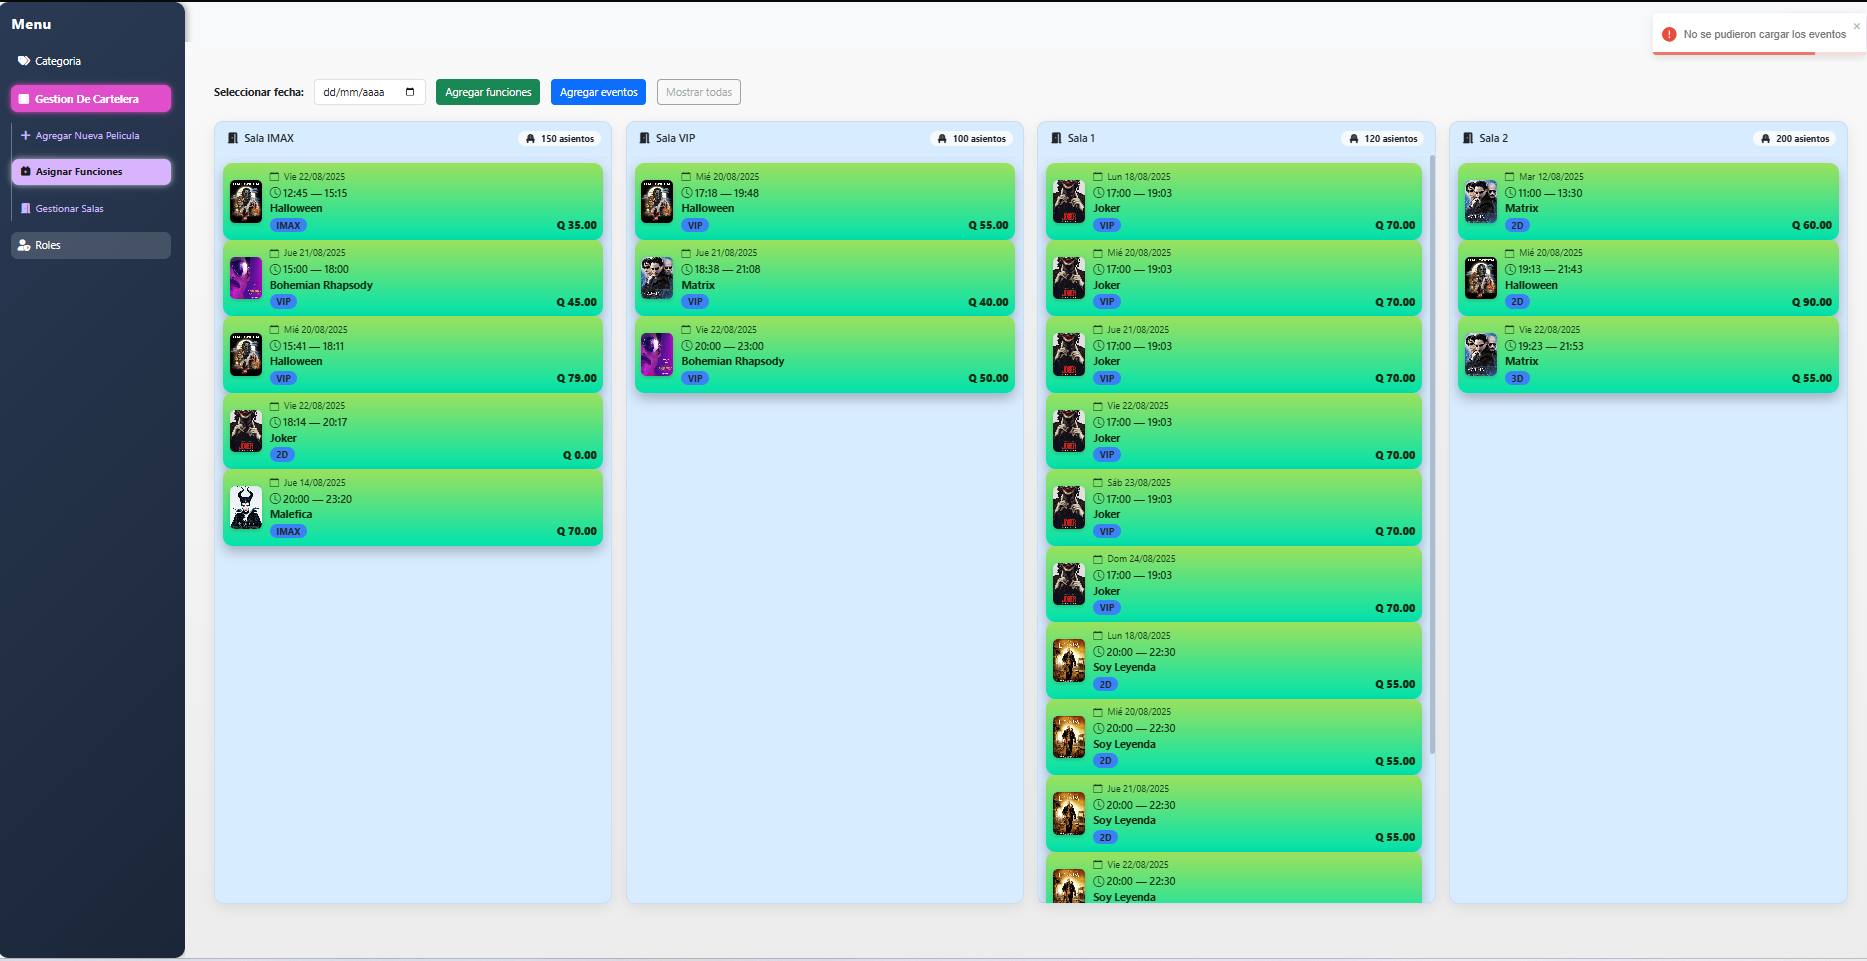 Menu
Categoria
Gestion De Cartelera
Agregar Nueva Pelicula
Asignar Funciones
Gestionar Salas
Roles
No se pudieron cargar los eventos
×
Seleccionar fecha:
dd/mm/aaaa
Agregar funciones
Agregar eventos
Mostrar todas
Sala IMAX
150 asientos
Vie 22/08/2025
12:45 — 15:15
Halloween
IMAX
Q 35.00
Jue 21/08/2025
15:00 — 18:00
Bohemian Rhapsody
VIP
Q 45.00
Mié 20/08/2025
15:41 — 18:11
Halloween
VIP
Q 79.00
Vie 22/08/2025
18:14 — 20:17
Joker
2D
Q 0.00
Jue 14/08/2025
20:00 — 23:20
Malefica
IMAX
Q 70.00
Sala VIP
100 asientos
Mié 20/08/2025
17:18 — 19:48
Halloween
VIP
Q 55.00
Jue 21/08/2025
18:38 — 21:08
Matrix
VIP
Q 40.00
Vie 22/08/2025
20:00 — 23:00
Bohemian Rhapsody
VIP
Q 50.00
Sala 1
120 asientos
Lun 18/08/2025
17:00 — 19:03
Joker
VIP
Q 70.00
Mié 20/08/2025
17:00 — 19:03
Joker
VIP
Q 70.00
Jue 21/08/2025
17:00 — 19:03
Joker
VIP
Q 70.00
Vie 22/08/2025
17:00 — 19:03
Joker
VIP
Q 70.00
Sáb 23/08/2025
17:00 — 19:03
Joker
VIP
Q 70.00
Dom 24/08/2025
17:00 — 19:03
Joker
VIP
Q 70.00
Lun 18/08/2025
20:00 — 22:30
Soy Leyenda
2D
Q 55.00
Mié 20/08/2025
20:00 — 22:30
Soy Leyenda
2D
Q 55.00
Jue 21/08/2025
20:00 — 22:30
Soy Leyenda
2D
Q 55.00
Vie 22/08/2025
20:00 — 22:30
Soy Leyenda
Sala 2
200 asientos
Mar 12/08/2025
11:00 — 13:30
Matrix
2D
Q 60.00
Mié 20/08/2025
19:13 — 21:43
Halloween
2D
Q 90.00
Vie 22/08/2025
19:23 — 21:53
Matrix
3D
Q 55.00